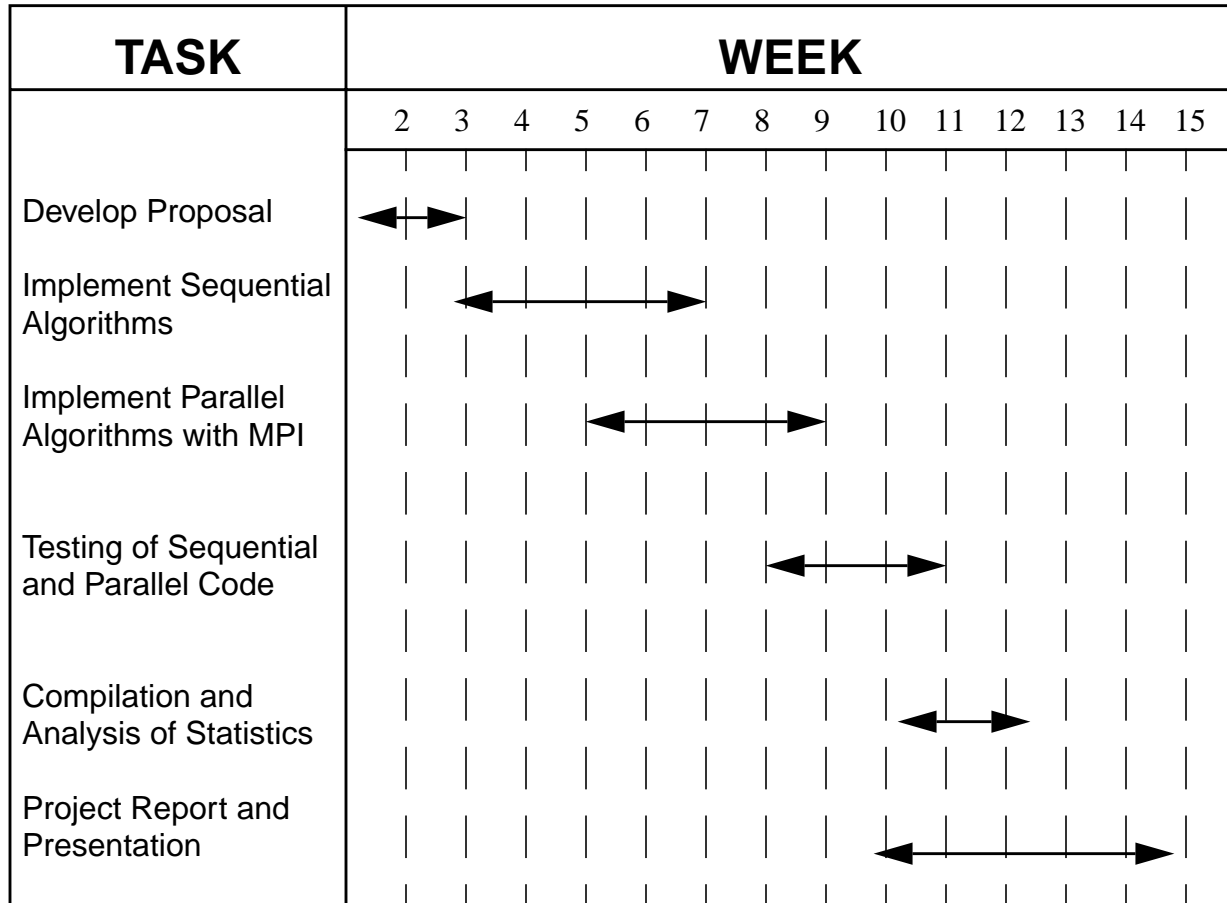 TASK
WEEK
2 3 4 5 6 7 8 9 10 11 12 13 14 15
Develop Proposal
Implement Sequential
Algorithms
Implement Parallel
Algorithms with MPI
Testing of Sequential
and Parallel Code
Compilation and
Analysis of Statistics
Project Report and
Presentation